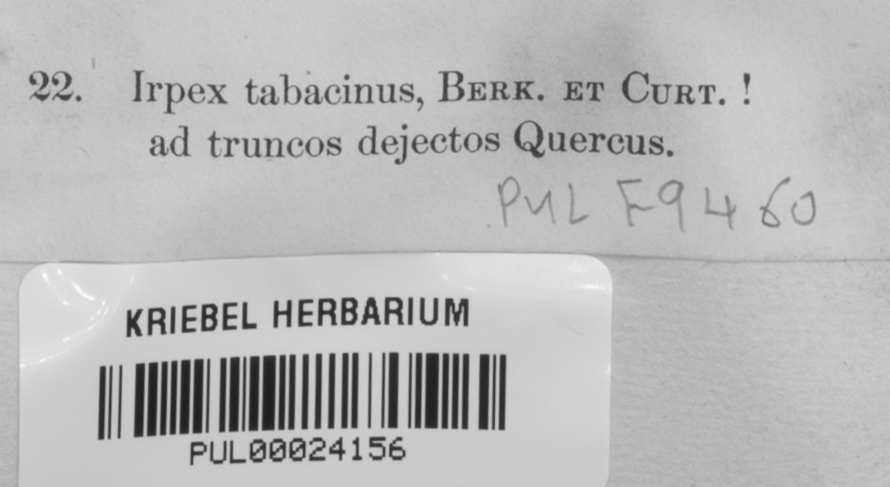 22. Irpex tabacinus, BERK. ET CURT. !
ad truncos dejectos Quercus.
PUL F9460
KRIEBEL HERBARIUM
PUL00024156